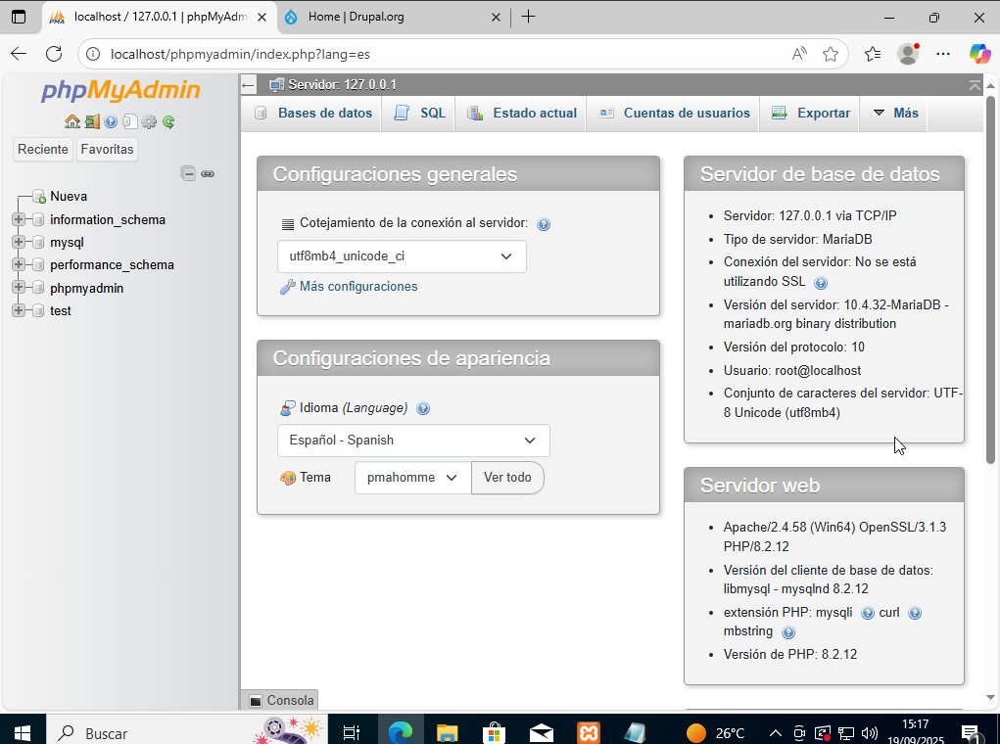 localhost / 127.0.0.1 | phpMyAdm
Home | Drupal.org
localhost/phpmyadmin/index.php?lang=es
phpMyAdmin
Reciente
Favoritas
Nueva
information_schema
mysql
performance_schema
phpmyadmin
test
Servidor: 127.0.0.1
Bases de datos
SQL
Estado actual
Cuentas de usuarios
Exportar
Más
Configuraciones generales
Cotejamiento de la conexión al servidor:
utf8mb4_unicode_ci
Más configuraciones
Configuraciones de apariencia
Idioma (Language)
Español - Spanish
Tema
pmahomme
Ver todo
Servidor de base de datos
Servidor: 127.0.0.1 via TCP/IP
Tipo de servidor: MariaDB
Conexión del servidor: No se está
utilizando SSL
Versión del servidor: 10.4.32-MariaDB -
mariadb.org binary distribution
Versión del protocolo: 10
Usuario: root@localhost
Conjunto de caracteres del servidor: UTF-
8 Unicode (utf8mb4)
Servidor web
Apache/2.4.58 (Win64) OpenSSL/3.1.3
PHP/8.2.12
Versión del cliente de base de datos:
libmysql - mysqlnd 8.2.12
extensión PHP: mysqli curl
mbstring
Versión de PHP: 8.2.12
Consola
Buscar
26°C
15:17
19/09/2025
1